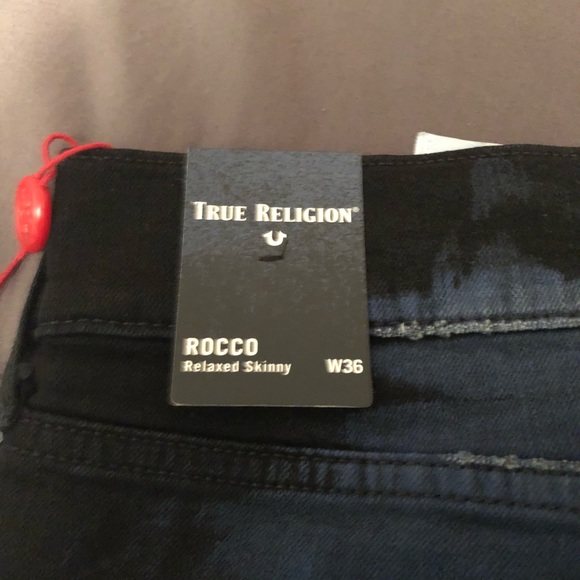 TRUE RELIGION®
ROCCO
Relaxed Skinny W36